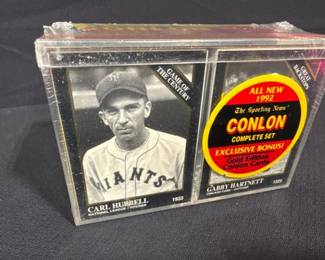 GAME OF
THE CENTURY
GIANTS
CARL HUBBELL
NATIONAL LEAGUE • PITCHER
1933
ALL NEW
1992
The Sporting News
CONLON
COMPLETE SET
EXCLUSIVE BONUS!
Gold Edition
Conlon Cards
GABBY HARTNETT